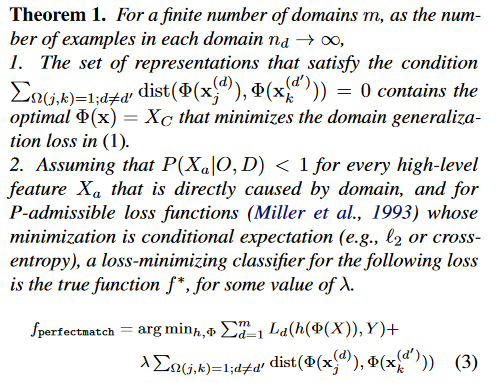 Theorem 1. For a finite number of domains m, as the num-
ber of examples in each domain n_d → ∞,
1. The set of representations that satisfy the condition
∑_{Ω(j,k)=1;d≠d′} dist(Φ(x_j^{(d)}), Φ(x_k^{(d′)})) = 0 contains the
optimal Φ(x) = X_C that minimizes the domain generaliza-
tion loss in (1).
2. Assuming that P(X_a|O, D) < 1 for every high-level
feature X_a that is directly caused by domain, and for
P-admissible loss functions (Miller et al., 1993) whose
minimization is conditional expectation (e.g., ℓ_2 or cross-
entropy), a loss-minimizing classifier for the following loss
is the true function f*, for some value of λ.
f_{perfectmatch} = arg min_{h,Φ} ∑_{d=1}^{m} L_d(h(Φ(X)), Y)+
λ ∑_{Ω(j,k)=1;d≠d′} dist(Φ(x_j^{(d)}), Φ(x_k^{(d′)})) (3)